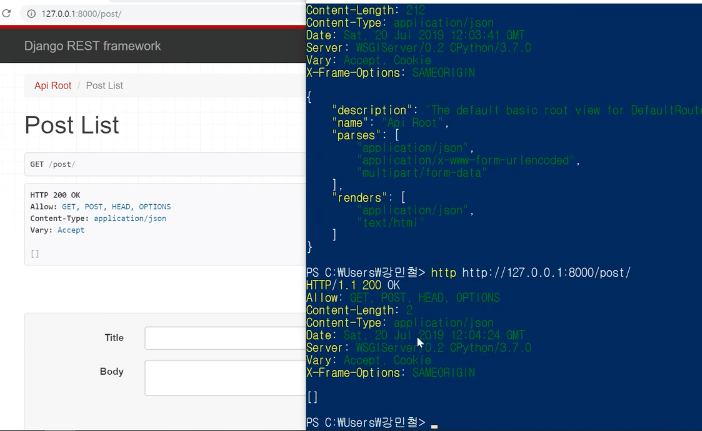 127.0.0.1:8000/post/
Django REST framework
Api Root / Post List
Post List
GET /post/
HTTP 200 OK
Allow: GET, POST, HEAD, OPTIONS
Content-Type: application/json
Vary: Accept
[]
Title
Body
Content-Length: 212
Content-Type: application/json
Date: Sat, 20 Jul 2019 12:03:41 GMT
Server: WSGIServer/0.2 CPython/3.7.0
Vary: Accept, Cookie
X-Frame-Options: SAMEORIGIN
{
"description": "The default basic root view for DefaultRoute
"name": "Api Root",
"parses": [
"application/json",
"application/x-www-form-urlencoded",
"multipart/form-data"
],
"renders": [
"application/json",
"text/html"
]
}
PS C:₩Users₩강민철> http http://127.0.0.1:8000/post/
HTTP/1.1 200 OK
Allow: GET, POST, HEAD, OPTIONS
Content-Length: 2
Content-Type: application/json
Date: Sat, 20 Jul 2019 12:04:24 GMT
Server: WSGIServer/0.2 CPython/3.7.0
Vary: Accept, Cookie
X-Frame-Options: SAMEORIGIN
[]
PS C:₩Users₩강민철>